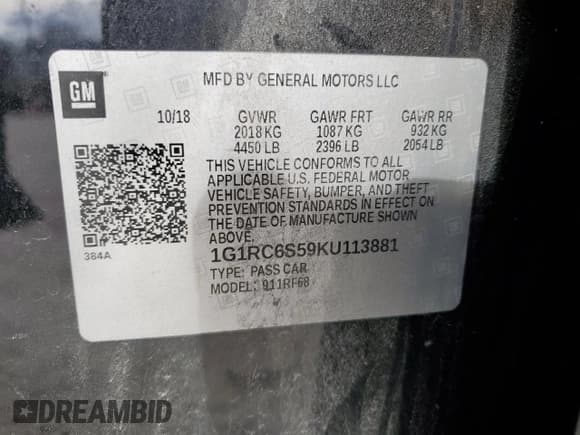 GM
MFD BY GENERAL MOTORS LLC
10/18 GVWR GAWR FRT GAWR RR
2018 KG 1087 KG 932 KG
4450 LB 2396 LB 2054 LB
THIS VEHICLE CONFORMS TO ALL
APPLICABLE U.S. FEDERAL MOTOR
VEHICLE SAFETY, BUMPER, AND THEFT
PREVENTION STANDARDS IN EFFECT ON
THE DATE OF MANUFACTURE SHOWN
ABOVE.
384A
1G1RC6S59KU113881
TYPE: PASS CAR
MODEL: 911RF68
DREAMBID